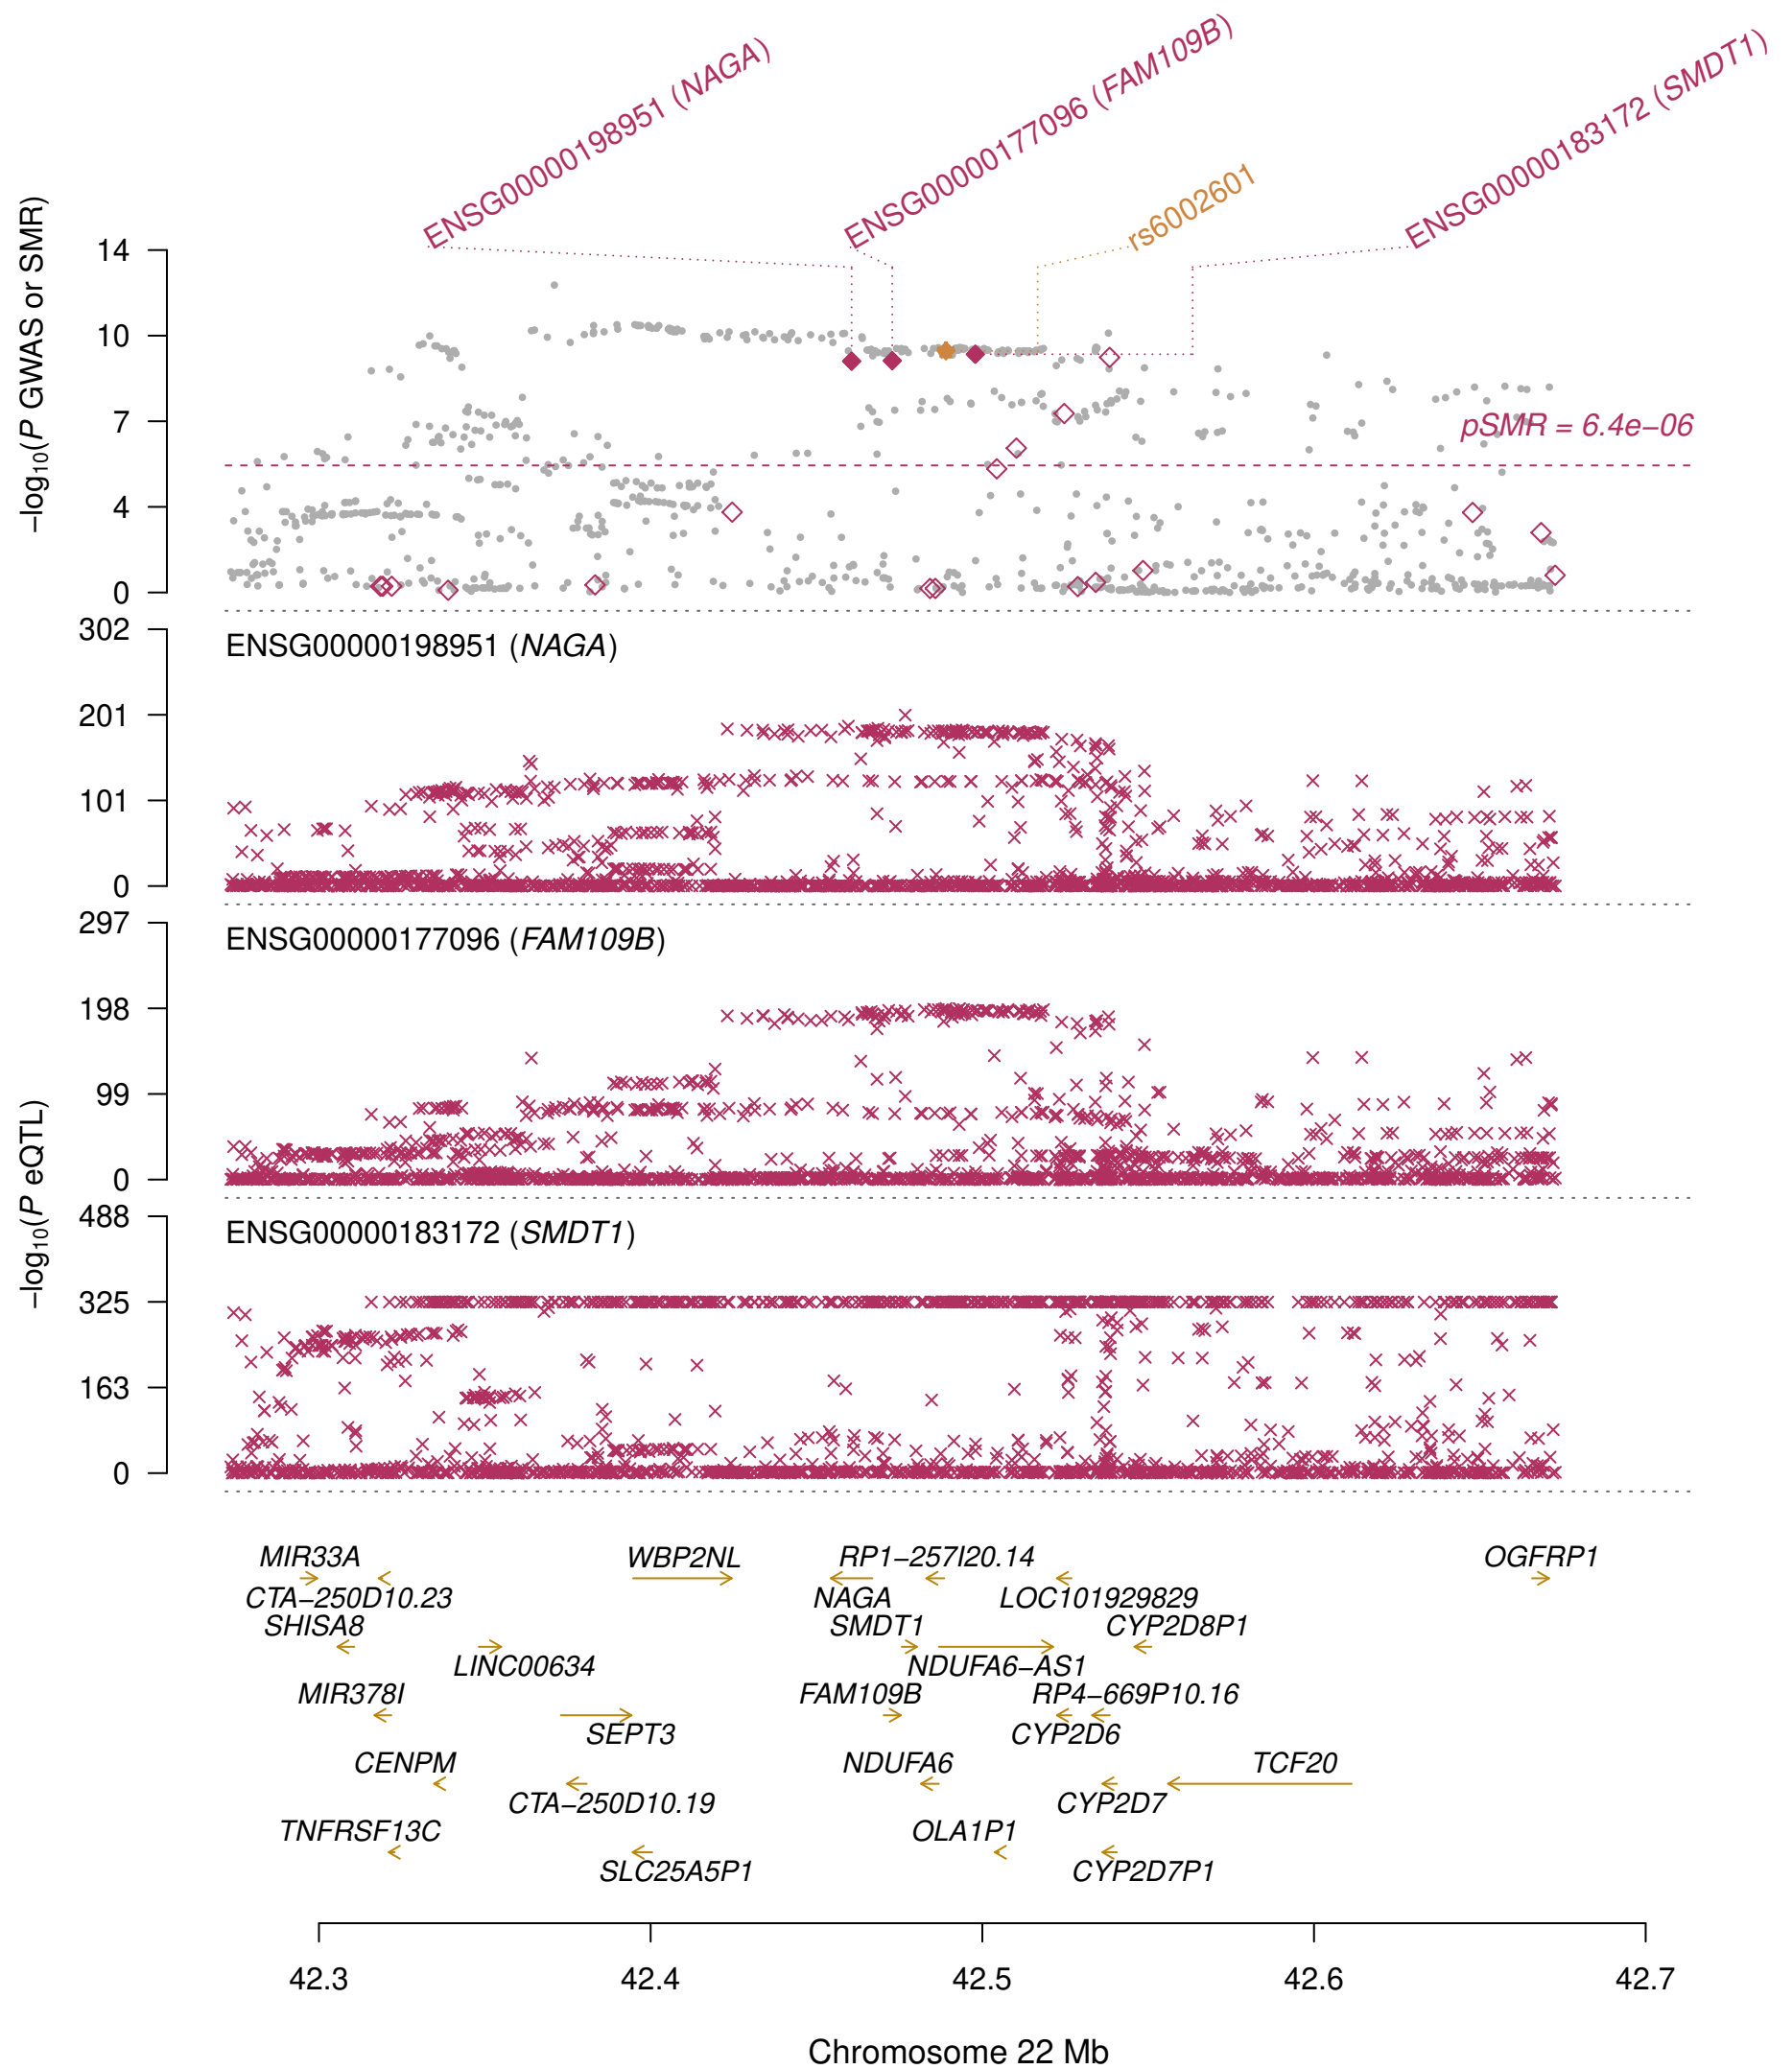 ENSG00000198951 (NAGA)
ENSG00000177096 (FAM109B)
rs6002601
ENSG00000183172 (SMDT1)
−log10(P GWAS or SMR)
14
10
7
4
0
pSMR = 6.4e−06
ENSG00000198951 (NAGA)
302
201
101
0
ENSG00000177096 (FAM109B)
297
198
99
0
−log10(P eQTL)
ENSG00000183172 (SMDT1)
488
325
163
0
MIR33A
WBP2NL
RP1−257I20.14
OGFRP1
CTA−250D10.23
NAGA
LOC101929829
SHISA8
SMDT1
CYP2D8P1
LINC00634
NDUFA6−AS1
MIR378I
FAM109B
RP4−669P10.16
SEPT3
CYP2D6
CENPM
NDUFA6
TCF20
CTA−250D10.19
CYP2D7
TNFRSF13C
OLA1P1
SLC25A5P1
CYP2D7P1
42.3
42.4
42.5
42.6
42.7
Chromosome 22 Mb